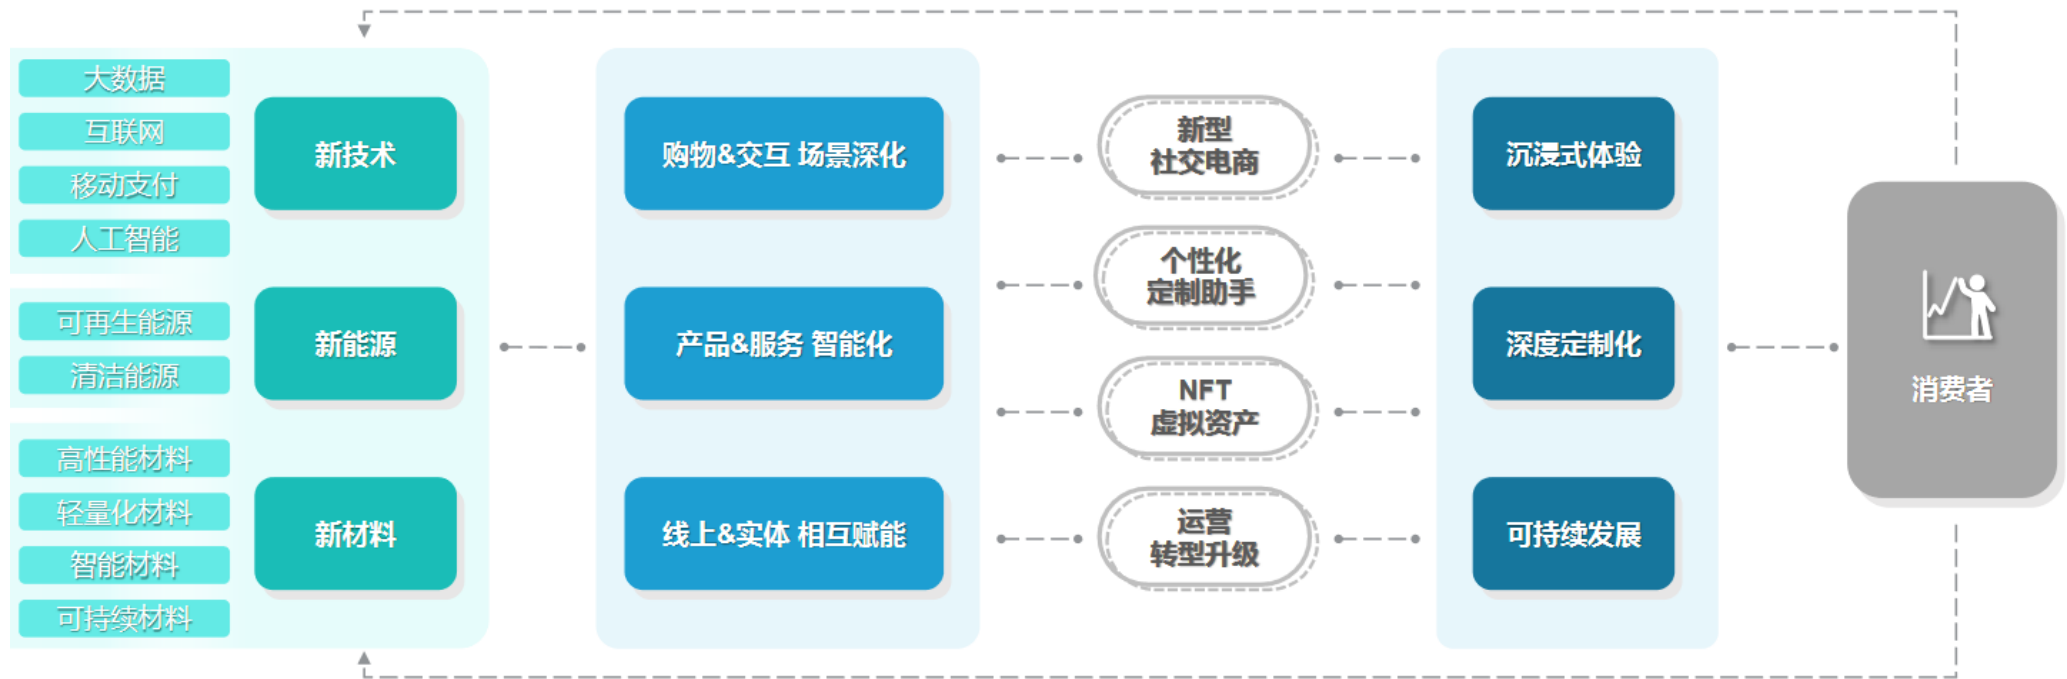 大数据
互联网
移动支付
人工智能
新技术
可再生能源
清洁能源
新能源
高性能材料
轻量化材料
智能材料
可持续材料
新材料
购物&交互 场景深化
产品&服务 智能化
线上&实体 相互赋能
新型
社交电商
个性化
定制助手
NFT
虚拟资产
运营
转型升级
沉浸式体验
深度定制化
可持续发展
消费者